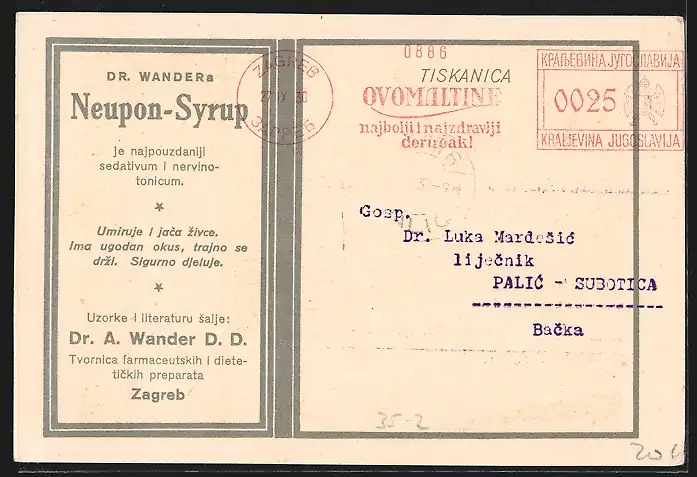 DR. WANDERa
Neupon-Syrup
je najpouzdaniji
sedativum i nervino-
tonicum.
Umiruje i jača živce.
Ima ugodan okus, trajno se
drži. Sigurno djeluje.
Uzorke i literaturu šalje:
Dr. A. Wander D. D.
Tvornica farmaceutskih i diete-
tičkih preparata
Zagreb
ZAGREB
30
ЗАГРЕБ
0886
TISKANICA
OVOMALTINE
najbolji i najzdraviji
doručak!
КРАЉЕВИНА ЈУГОСЛАВИЈА
0025
KRALJEVINA JUGOSLAVIJA
Gosp.
Dr. Luka Mardešić
liječnik
PALIĆ - SUBOTICA
Bačka
35-2